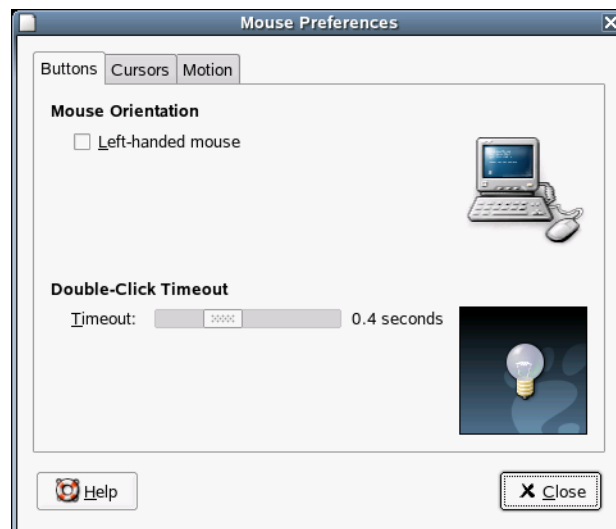 Mouse Preferences
Buttons Cursors Motion
Mouse Orientation
Left-handed mouse
Double-Click Timeout
Timeout: 0.4 seconds
Help Close